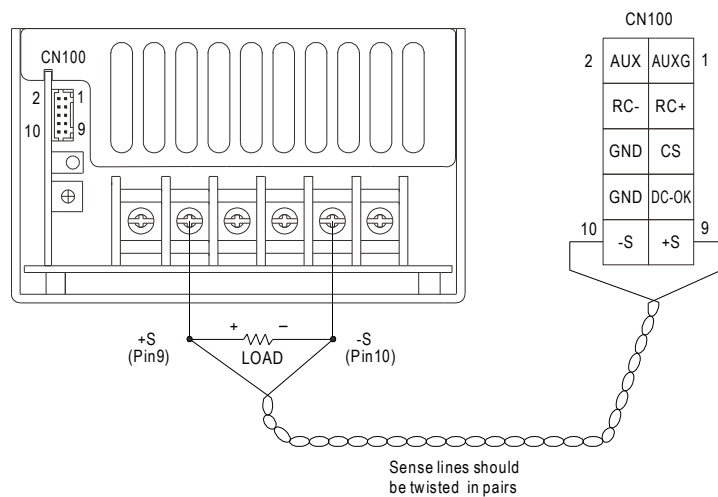 CN100
2 AUX AUXG 1
RC- RC+
GND CS
GND DC-OK
10 -S +S 9
CN100
2 1
10 9
+S
(Pin9)
+ −
LOAD
-S
(Pin10)
Sense lines should
be twisted in pairs